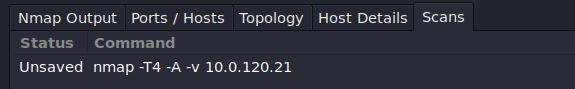 Nmap Output Ports / Hosts Topology Host Details Scans
Status Command
Unsaved nmap -T4 -A -v 10.0.120.21